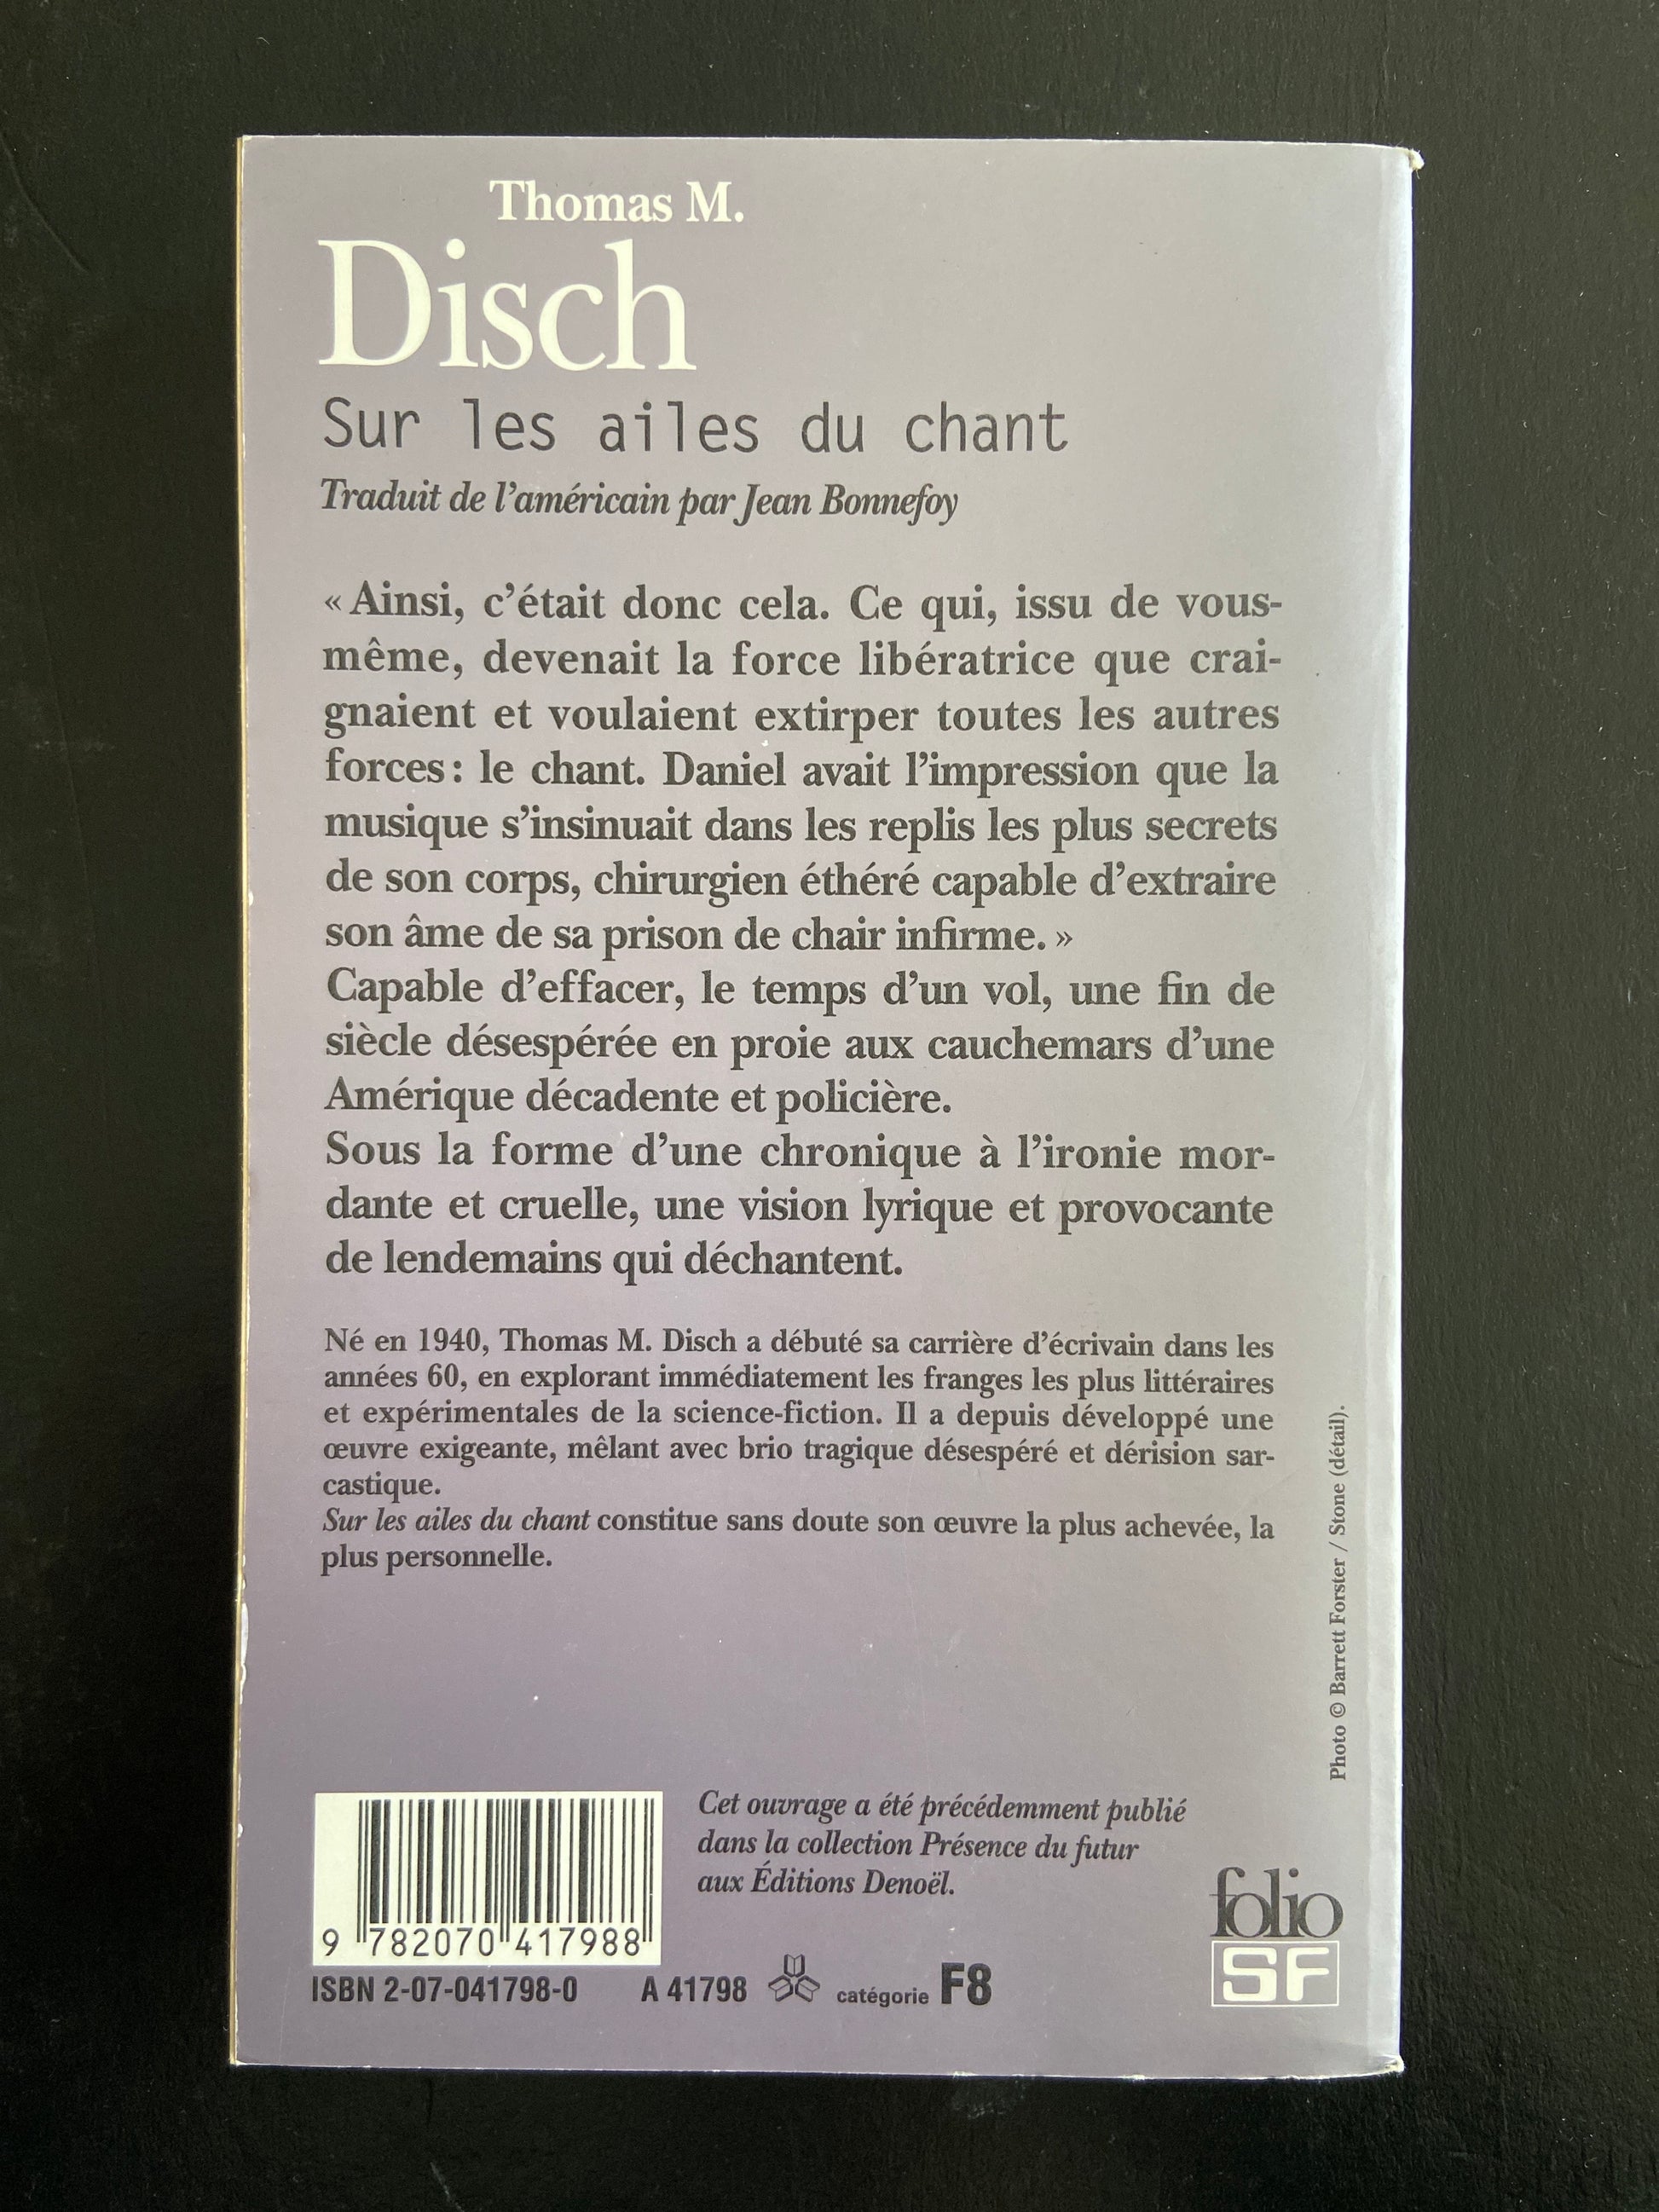 Thomas M.
Disch
Sur les ailes du chant
Traduit de l'américain par Jean Bonnefoy
« Ainsi, c'était donc cela. Ce qui, issu de vous-
même, devenait la force libératrice que crai-
gnaient et voulaient extirper toutes les autres
forces : le chant. Daniel avait l'impression que la
musique s'insinuait dans les replis les plus secrets
de son corps, chirurgien éthéré capable d'extraire
son âme de sa prison de chair infirme. »
Capable d'effacer, le temps d'un vol, une fin de
siècle désespérée en proie aux cauchemars d'une
Amérique décadente et policière.
Sous la forme d'une chronique à l'ironie mor-
dante et cruelle, une vision lyrique et provocante
de lendemains qui déchantent.
Né en 1940, Thomas M. Disch a débuté sa carrière d'écrivain dans les
années 60, en explorant immédiatement les franges les plus littéraires
et expérimentales de la science-fiction. Il a depuis développé une
œuvre exigeante, mêlant avec brio tragique désespéré et dérision sar-
castique.
Sur les ailes du chant constitue sans doute son œuvre la plus achevée, la
plus personnelle.
Photo © Barrett Forster / Stone (détail).
Cet ouvrage a été précédemment publié
dans la collection Présence du futur
aux Éditions Denoël.
9 782070 417988
ISBN 2-07-041798-0 A 41798 catégorie F8
folio
SF